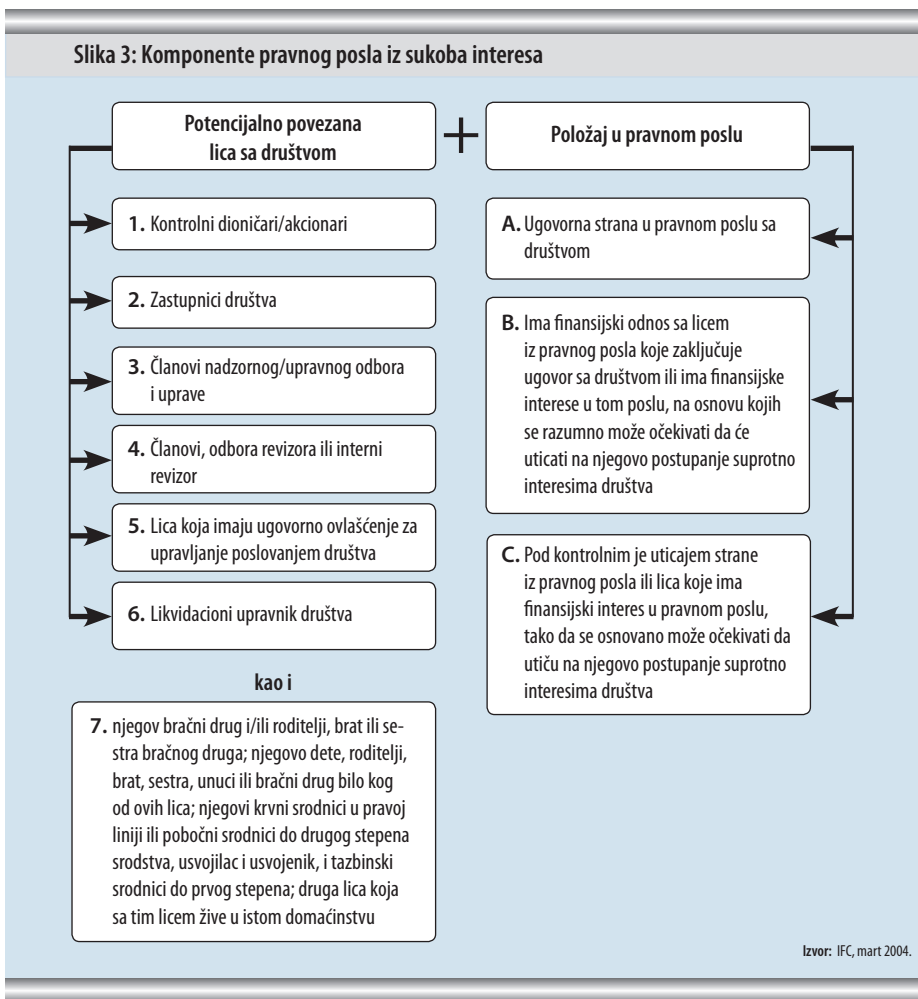 Slika 3: Komponente pravnog posla iz sukoba interesa
Potencijalno povezana
lica sa društvom
+
Položaj u pravnom poslu
1. Kontrolni dioničari/akcionari
2. Zastupnici društva
3. Članovi nadzornog/upravnog odbora
i uprave
4. Članovi, odbora revizora ili interni
revizor
5. Lica koja imaju ugovorno ovlašćenje za
upravljanje poslovanjem društva
6. Likvidacioni upravnik društva
kao i
7. njegov bračni drug i/ili roditelji, brat ili se-
stra bračnog druga; njegovo dete, roditelji,
brat, sestra, unuci ili bračni drug bilo kog
od ovih lica; njegovi krvni srodnici u pravoj
liniji ili pobočni srodnici do drugog stepena
srodstva, usvojilac i usvojenik, i tazbinski
srodnici do prvog stepena; druga lica koja
sa tim licem žive u istom domaćinstvu
A. Ugovorna strana u pravnom poslu sa
društvom
B. Ima finansijski odnos sa licem
iz pravnog posla koje zaključuje
ugovor sa društvom ili ima finansijske
interese u tom poslu, na osnovu kojih
se razumno može očekivati da će
uticati na njegovo postupanje suprotno
interesima društva
C. Pod kontrolnim je uticajem strane
iz pravnog posla ili lica koje ima
finansijski interes u pravnom poslu,
tako da se osnovano može očekivati da
utiču na njegovo postupanje suprotno
interesima društva
Izvor: IFC, mart 2004.